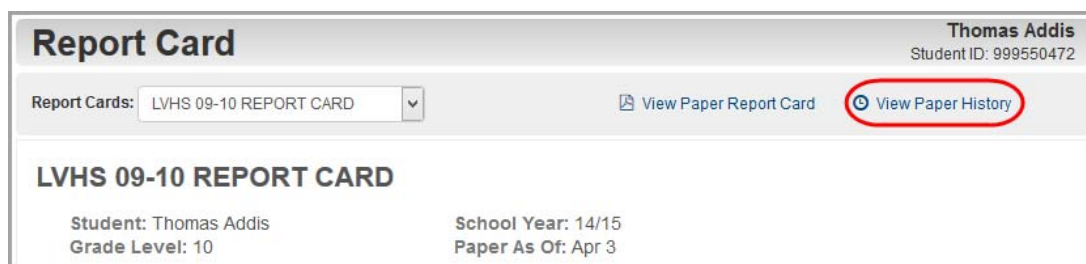 Report Card
Thomas Addis
Student ID: 999550472
Report Cards: LVHS 09-10 REPORT CARD View Paper Report Card View Paper History
LVHS 09-10 REPORT CARD
Student: Thomas Addis School Year: 14/15
Grade Level: 10 Paper As Of: Apr 3